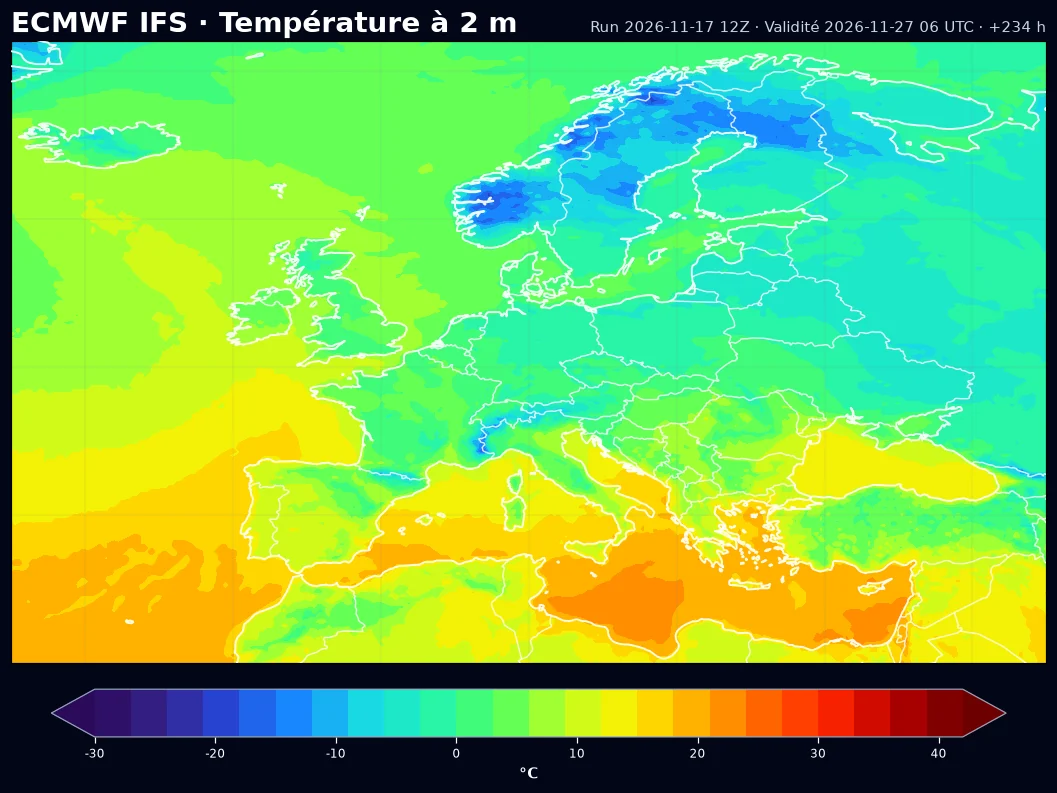 ECMWF IFS · Température à 2 m
Run 2026-11-17 12Z · Validité 2026-11-27 06 UTC · +234 h
-30 -20 -10 0 10 20 30 40
°C